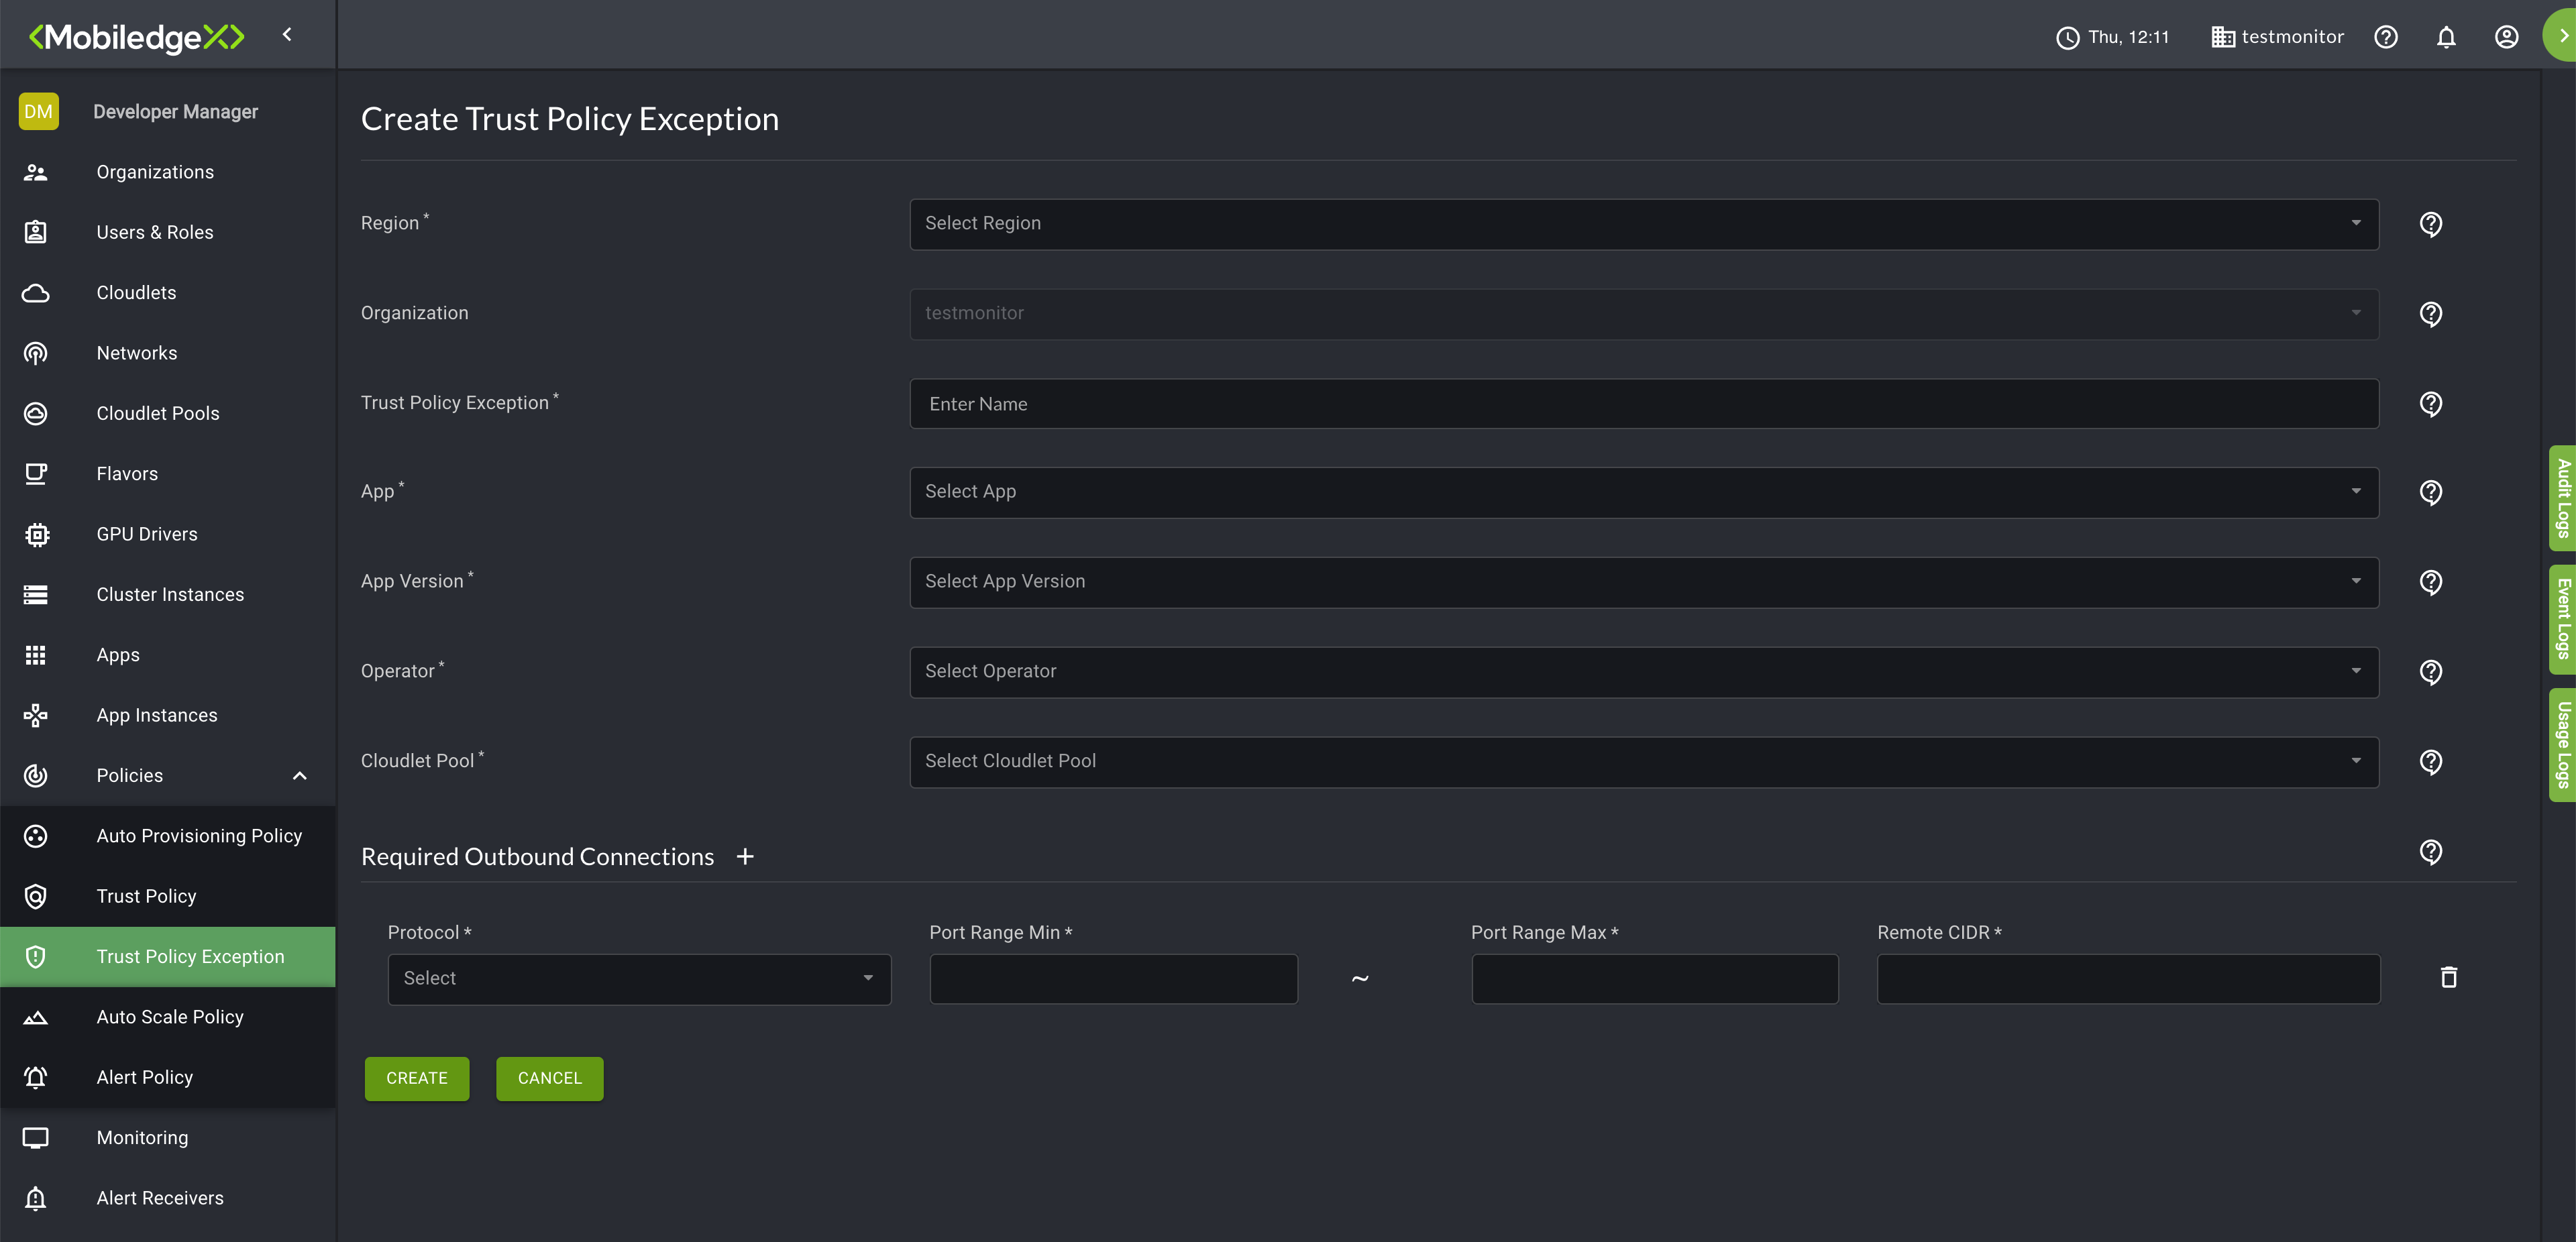 <MobiledgeX>
Thu, 12:11
testmonitor
DM
Developer Manager
Organizations
Users & Roles
Cloudlets
Networks
Cloudlet Pools
Flavors
GPU Drivers
Cluster Instances
Apps
App Instances
Policies
Auto Provisioning Policy
Trust Policy
Trust Policy Exception
Auto Scale Policy
Alert Policy
Monitoring
Alert Receivers
Create Trust Policy Exception
Region *
Select Region
Organization
testmonitor
Trust Policy Exception *
Enter Name
App *
Select App
App Version *
Select App Version
Operator *
Select Operator
Cloudlet Pool *
Select Cloudlet Pool
Required Outbound Connections +
Protocol *
Port Range Min *
Port Range Max *
Remote CIDR *
Select
~
CREATE
CANCEL
Audit Logs
Event Logs
Usage Logs